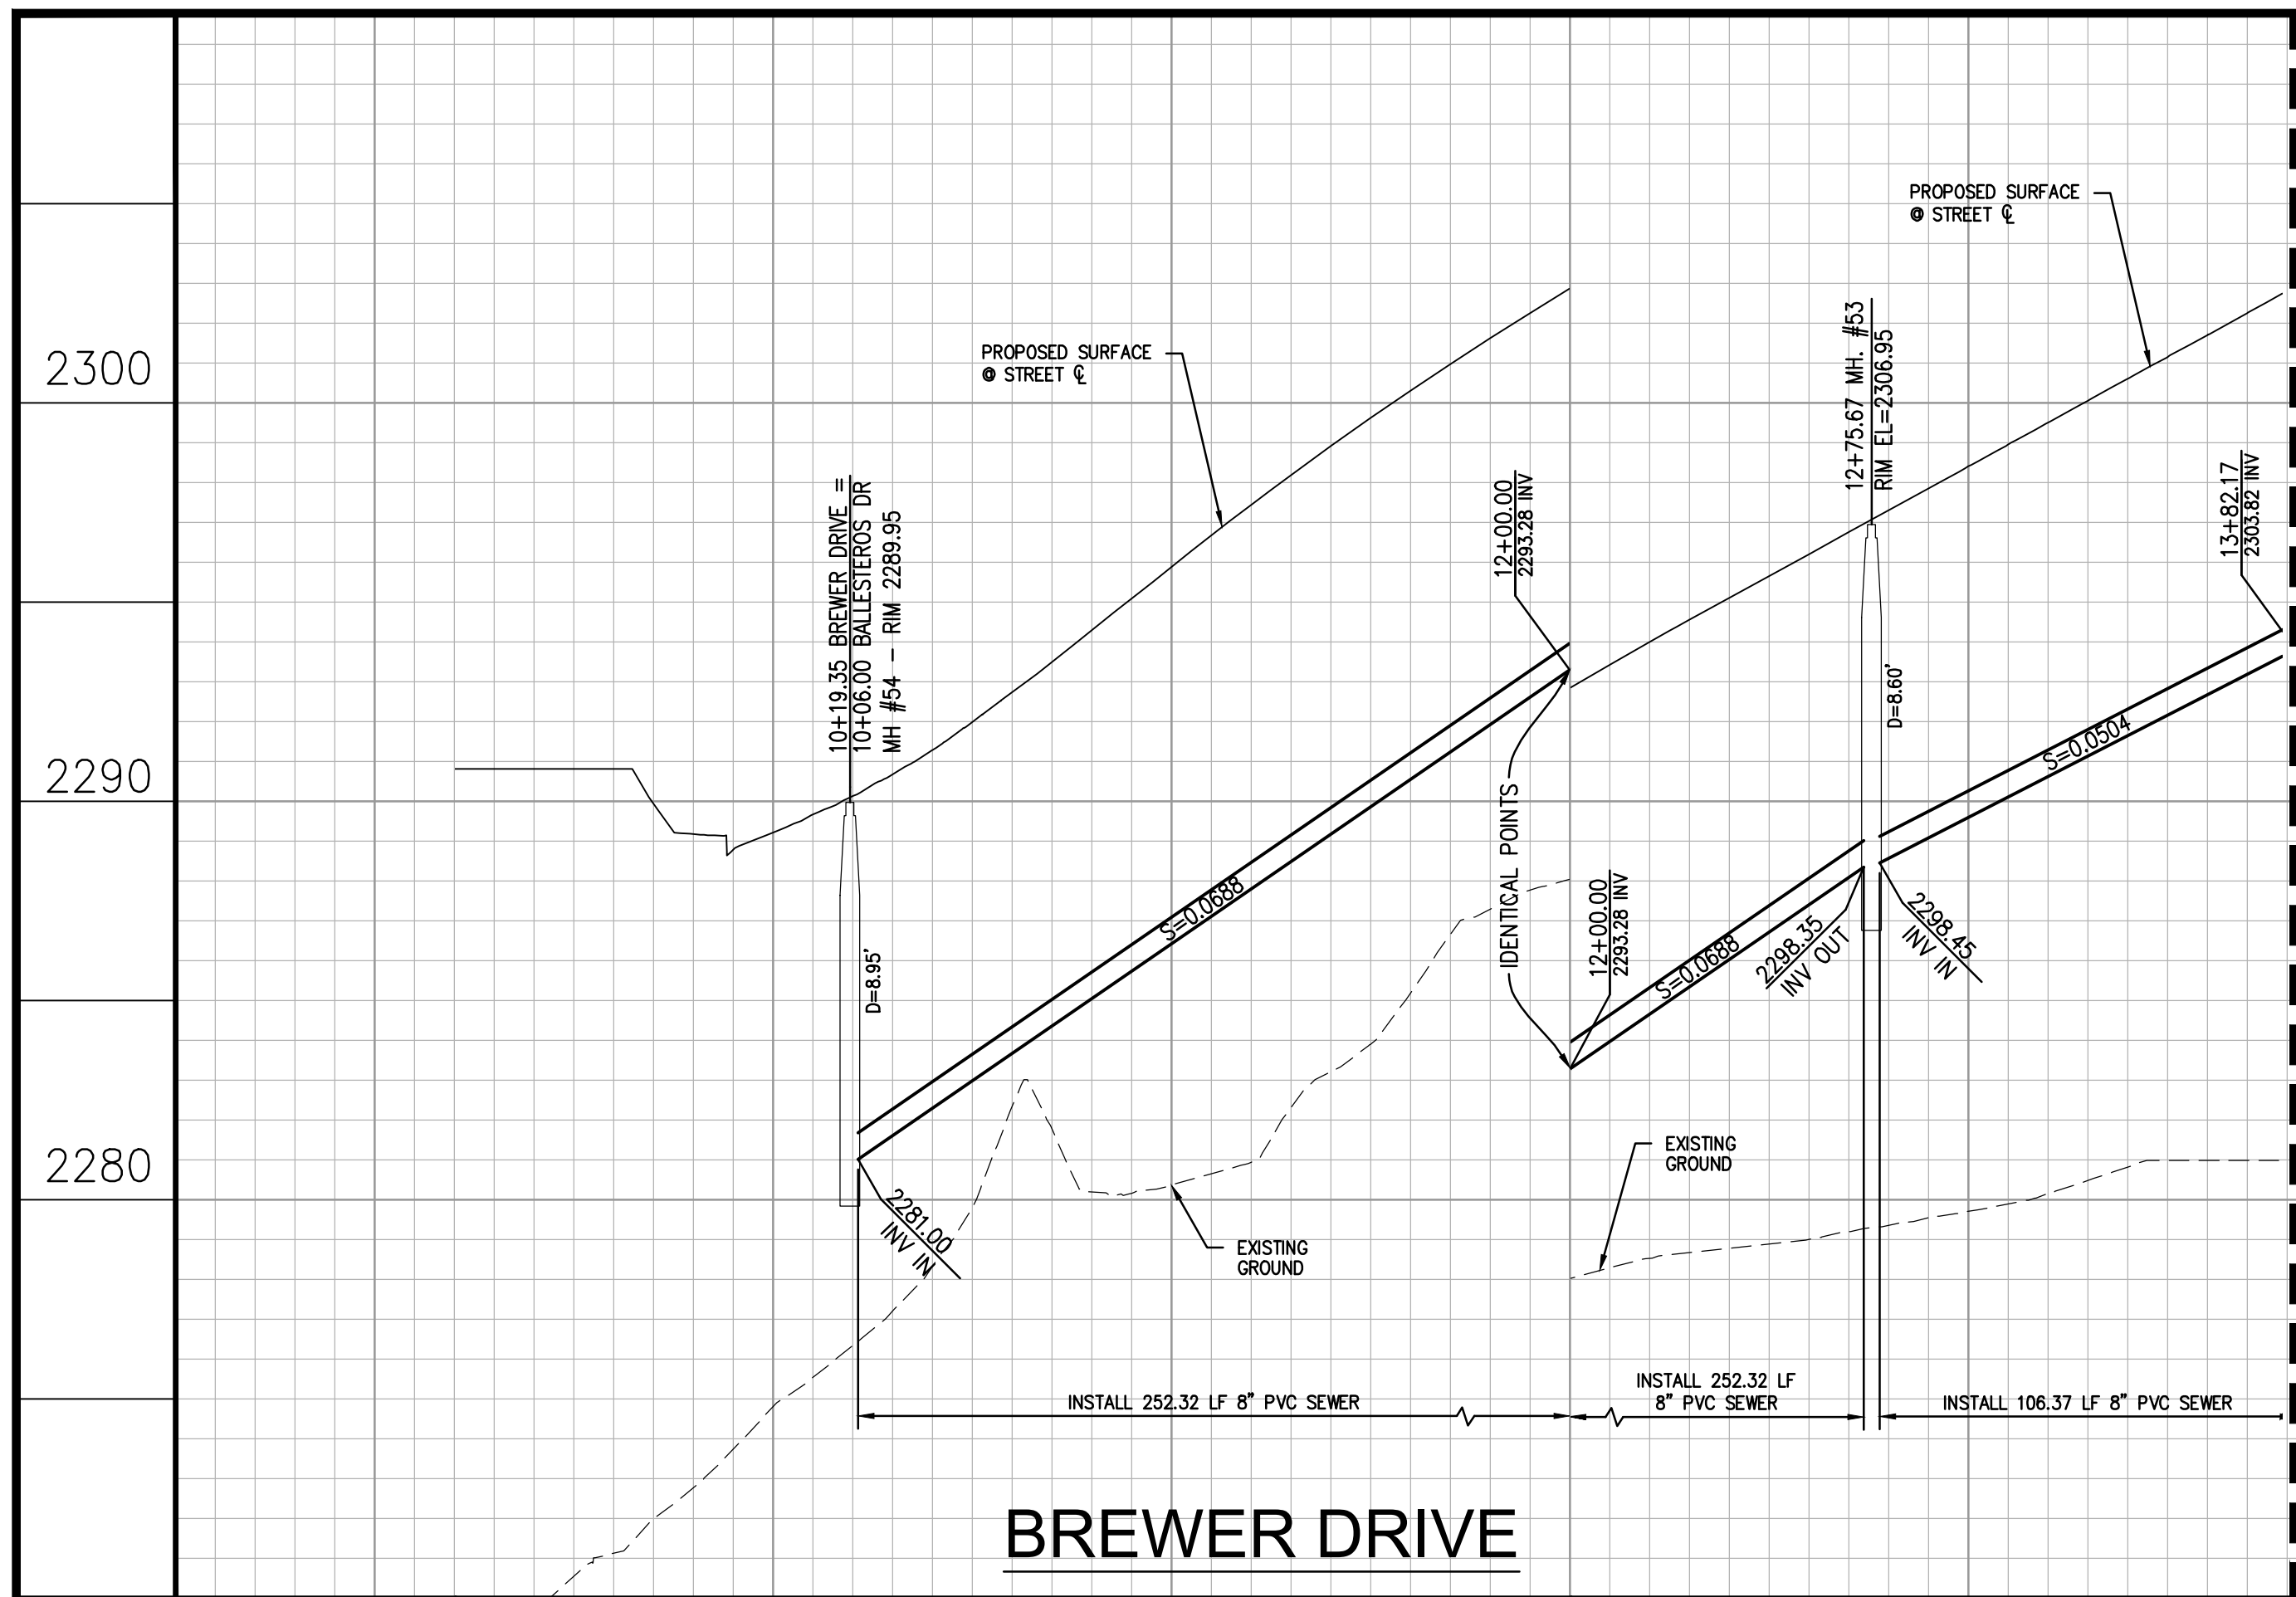 2300
2290
2280
PROPOSED SURFACE
@ STREET ℄
10+19.35 BREWER DRIVE =
10+06.00 BALLESTEROS DR
MH #54 – RIM 2289.95
D=8.95'
2281.00
INV IN
S=0.0688
EXISTING
GROUND
12+00.00
2293.28 INV
IDENTICAL POINTS
12+00.00
2293.28 INV
S=0.0688
2298.35
INV OUT
12+75.67 MH. #53
RIM EL=2306.95
D=8.60'
2298.45
INV IN
PROPOSED SURFACE
@ STREET ℄
S=0.0504
13+82.17
2303.82 INV
EXISTING
GROUND
INSTALL 252.32 LF 8" PVC SEWER
INSTALL 252.32 LF
8" PVC SEWER
INSTALL 106.37 LF 8" PVC SEWER
BREWER DRIVE